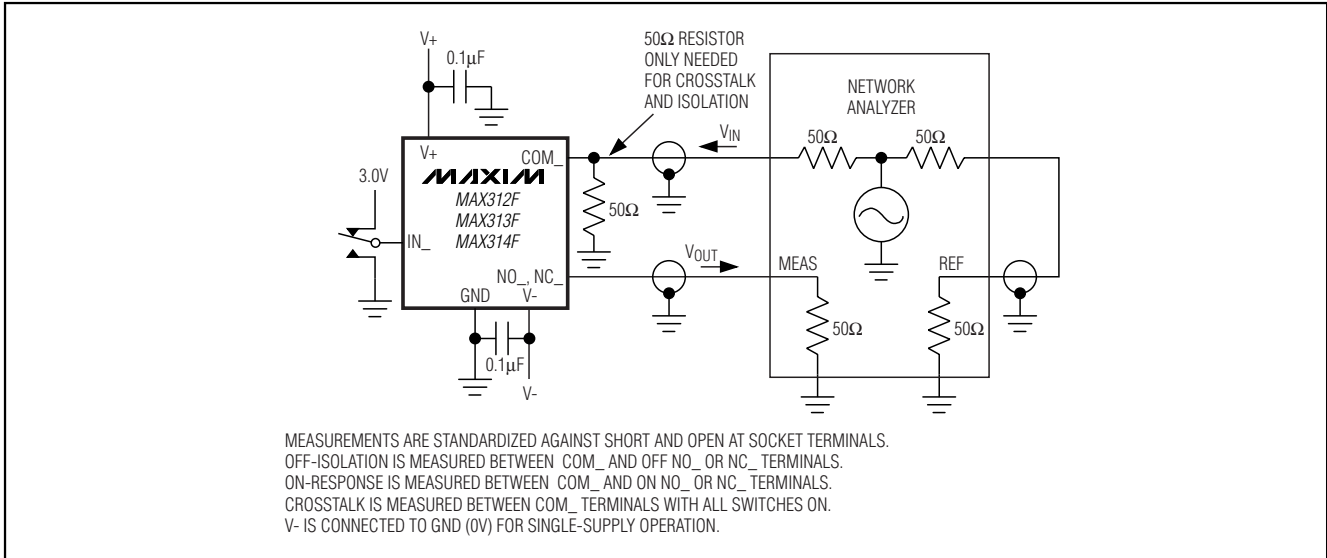 V+
0.1µF
50Ω RESISTOR
ONLY NEEDED
FOR CROSSTALK
AND ISOLATION
NETWORK
ANALYZER
VIN
50Ω
50Ω
V+
COM_
MAXIM
3.0V
MAX312F
MAX313F
MAX314F
50Ω
IN_
VOUT
MEAS
REF
NO_, NC_
GND
V-
50Ω
50Ω
0.1µF
V-
MEASUREMENTS ARE STANDARDIZED AGAINST SHORT AND OPEN AT SOCKET TERMINALS.
OFF-ISOLATION IS MEASURED BETWEEN COM_ AND OFF NO_ OR NC_ TERMINALS.
ON-RESPONSE IS MEASURED BETWEEN COM_ AND ON NO_ OR NC_ TERMINALS.
CROSSTALK IS MEASURED BETWEEN COM_ TERMINALS WITH ALL SWITCHES ON.
V- IS CONNECTED TO GND (0V) FOR SINGLE-SUPPLY OPERATION.